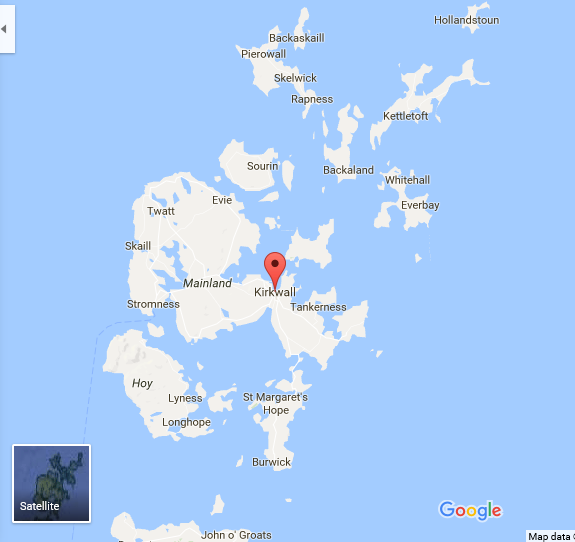 Hollandstoun
Backaskaill
Pierowall
Skelwick
Rapness
Kettletoft
Sourin
Backaland
Whitehall
Everbay
Evie
Twatt
Skaill
Mainland
Kirkwall
Stromness
Tankerness
Hoy
Lyness
St Margaret's
Hope
Longhope
Burwick
Satellite
Google
John o' Groats
Map data ©